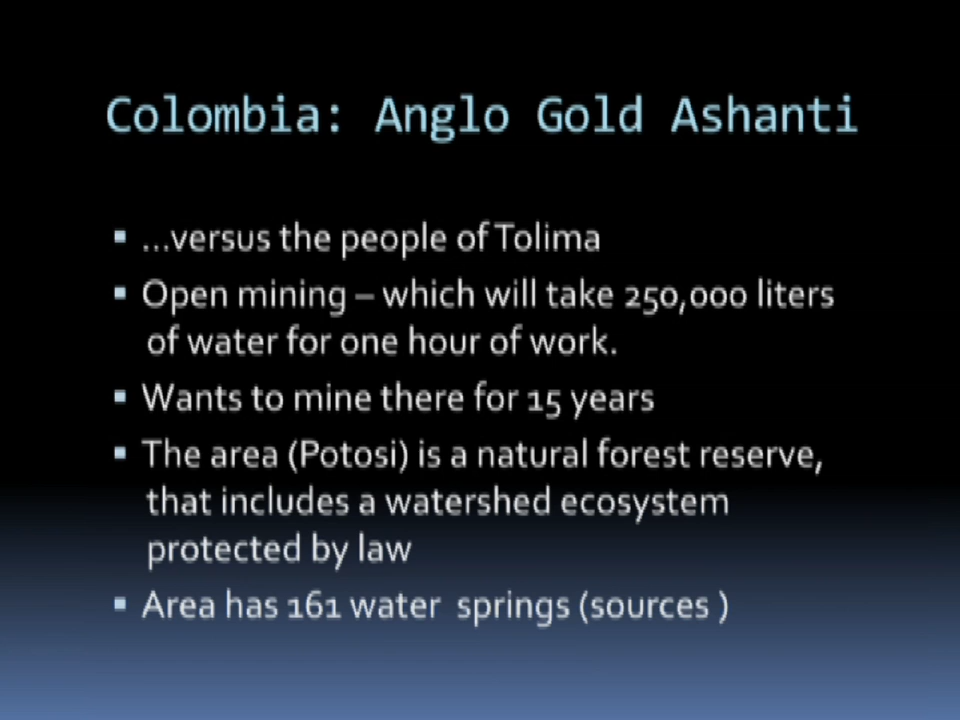 Colombia: Anglo Gold Ashanti
…versus the people of Tolima
Open mining – which will take 250,000 liters
of water for one hour of work.
Wants to mine there for 15 years
The area (Potosi) is a natural forest reserve,
that includes a watershed ecosystem
protected by law
Area has 161 water springs (sources )